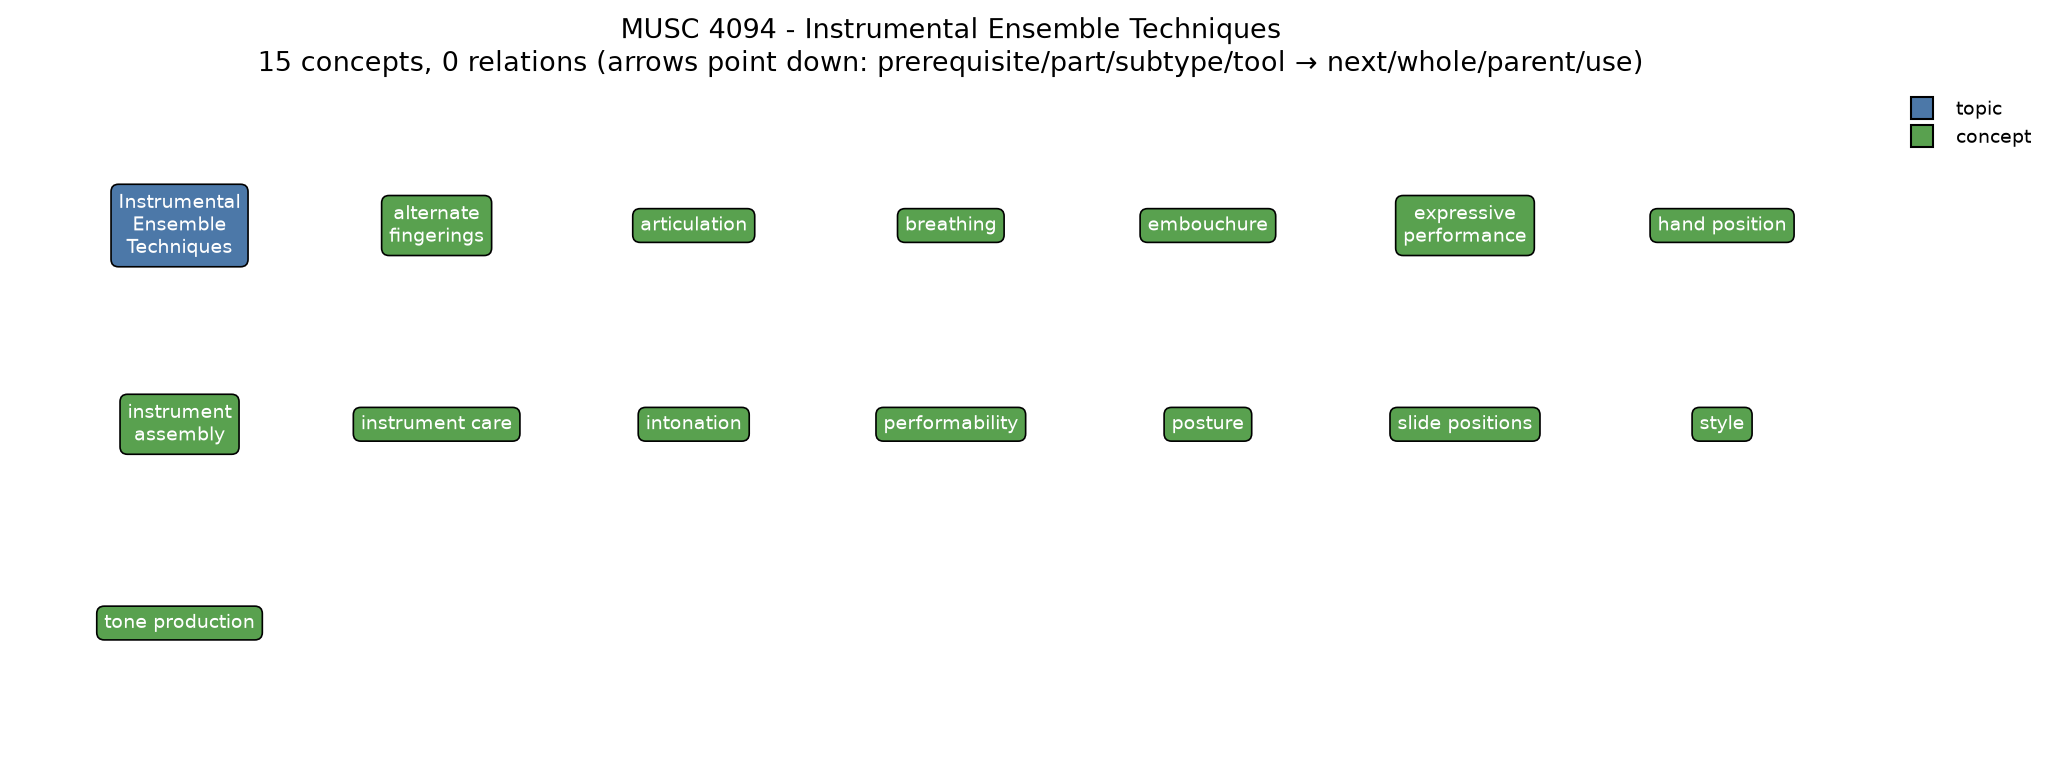 MUSC 4094 - Instrumental Ensemble Techniques
15 concepts, 0 relations (arrows point down: prerequisite/part/subtype/tool → next/whole/parent/use)
topic
concept
Instrumental
Ensemble
Techniques
alternate
fingerings
articulation
breathing
embouchure
expressive
performance
hand position
instrument
assembly
instrument care
intonation
performability
posture
slide positions
style
tone production